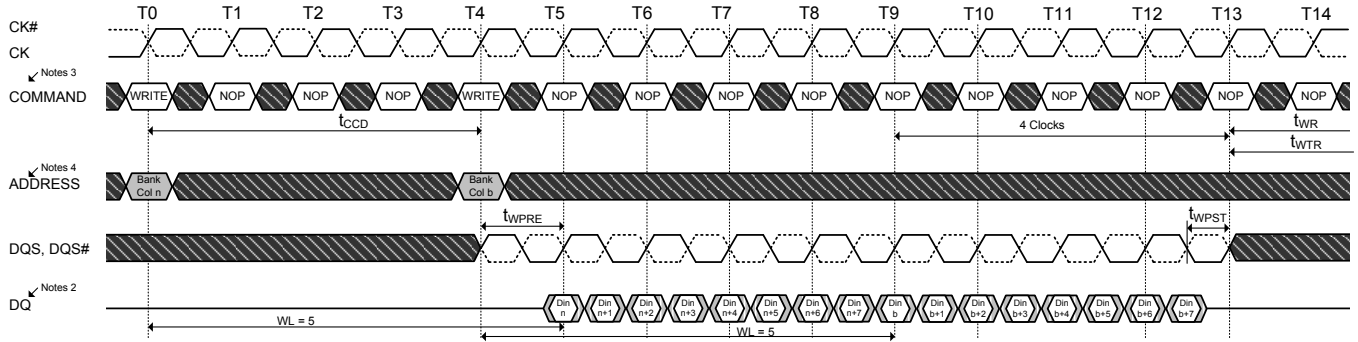 T0 T1 T2 T3 T4 T5 T6 T7 T8 T9 T10 T11 T12 T13 T14
CK#
CK
Notes 3
COMMAND WRITE NOP NOP NOP WRITE NOP NOP NOP NOP NOP NOP NOP NOP NOP NOP
tCCD 4 Clocks tWR
tWTR
Notes 4
ADDRESS Bank Col n Bank Col b
tWPRE tWPST
DQS, DQS#
Notes 2
DQ Din n Din n+1 Din n+2 Din n+3 Din n+4 Din n+5 Din n+6 Din n+7 Din b Din b+1 Din b+2 Din b+3 Din b+4 Din b+5 Din b+6 Din b+7
WL = 5 WL = 5